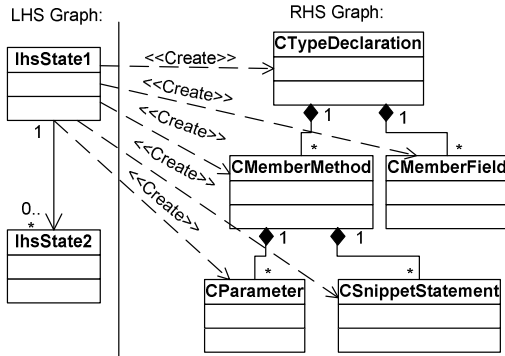 LHS Graph:
RHS Graph:
lhsState1
CTypeDeclaration
<<Create>>
<<Create>>
<<Create>>
<<Create>>
<<Create>>
1
1
1
0..
*
lhsState2
*
*
CMemberMethod
CMemberField
1
1
*
*
CParameter
CSnippetStatement